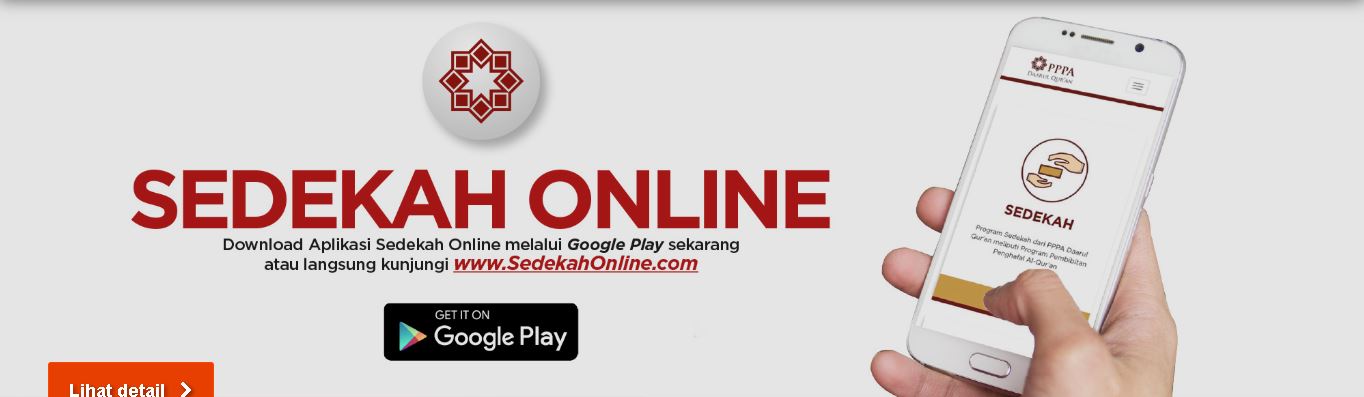 SEDEKAH ONLINE
Download Aplikasi Sedekah Online melalui Google Play sekarang
atau langsung kunjungi www.SedekahOnline.com
GET IT ON
Google Play
Lihat detail
PPPA
DAARUL QUR'AN
SEDEKAH
Program Sedekah dari PPPA Daarul
Qur'an meliputi Program Pembibitan
Penghafal Al-Qur'an